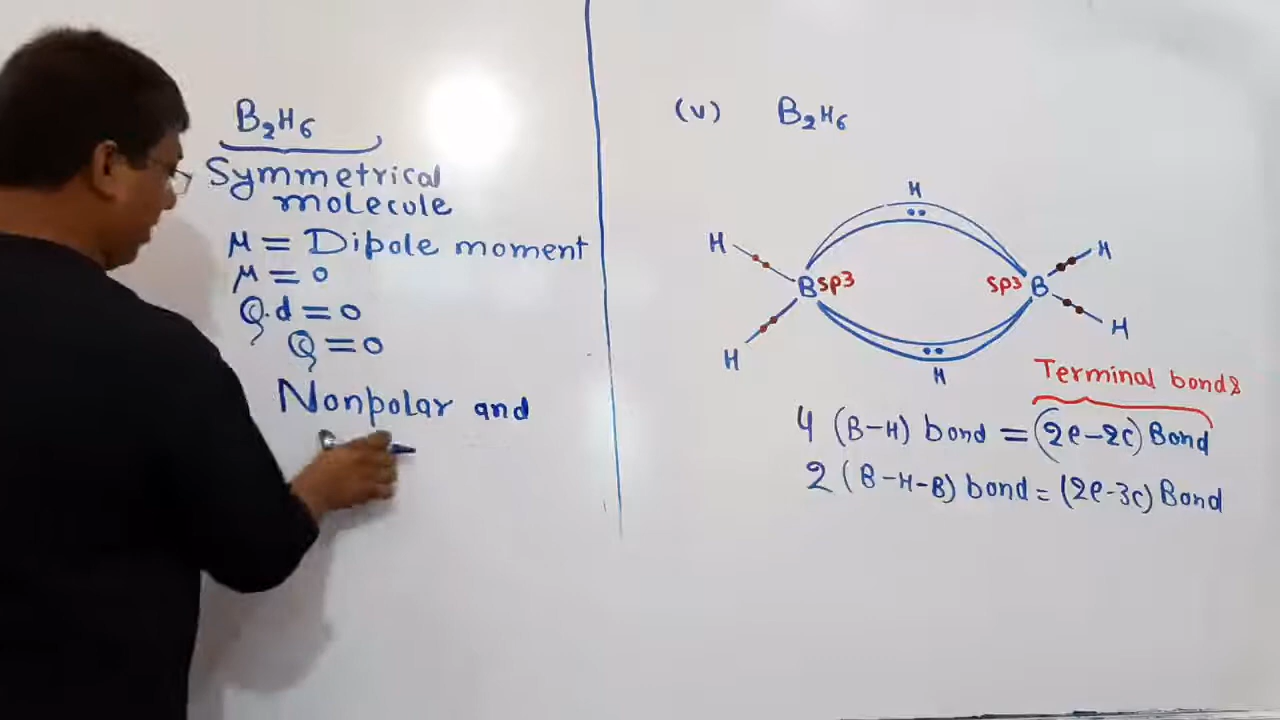 B2H6
Symmetrical
molecule
μ = Dipole moment
μ = 0
Q.d = 0
Q = 0
Nonpolar and
(v) B2H6
H
H
H
B sp3
sp3 B
H
H
H
Terminal bonds
4 (B-H) bond = (2e-2c) Bond
2 (B-H-B) bond = (2e-3c) Bond